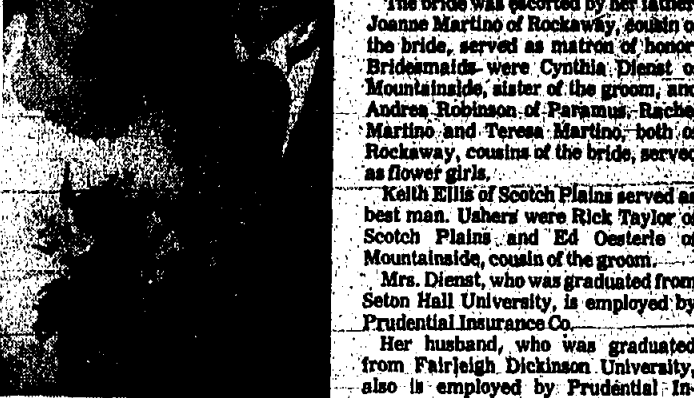 The bride was escorted by her father
Joanne Martino of Rockaway, cousin o
the bride, served as matron of honor
Bridesmaids were Cynthia Dienst o
Mountainside, sister of the groom, and
Andrea Robinson of Paramus. Rache
Martino and Teresa Martino, both o
Rockaway, cousins of the bride, served
as flower girls.
Keith Ellis of Scotch Plains served as
best man. Ushers were Rick Taylor o
Scotch Plains and Ed Oesterle of
Mountainside, cousin of the groom.
Mrs. Dienst, who was graduated from
Seton Hall University, is employed by
Prudential Insurance Co.
Her husband, who was graduated
from Fairleigh Dickinson University,
also is employed by Prudential In-